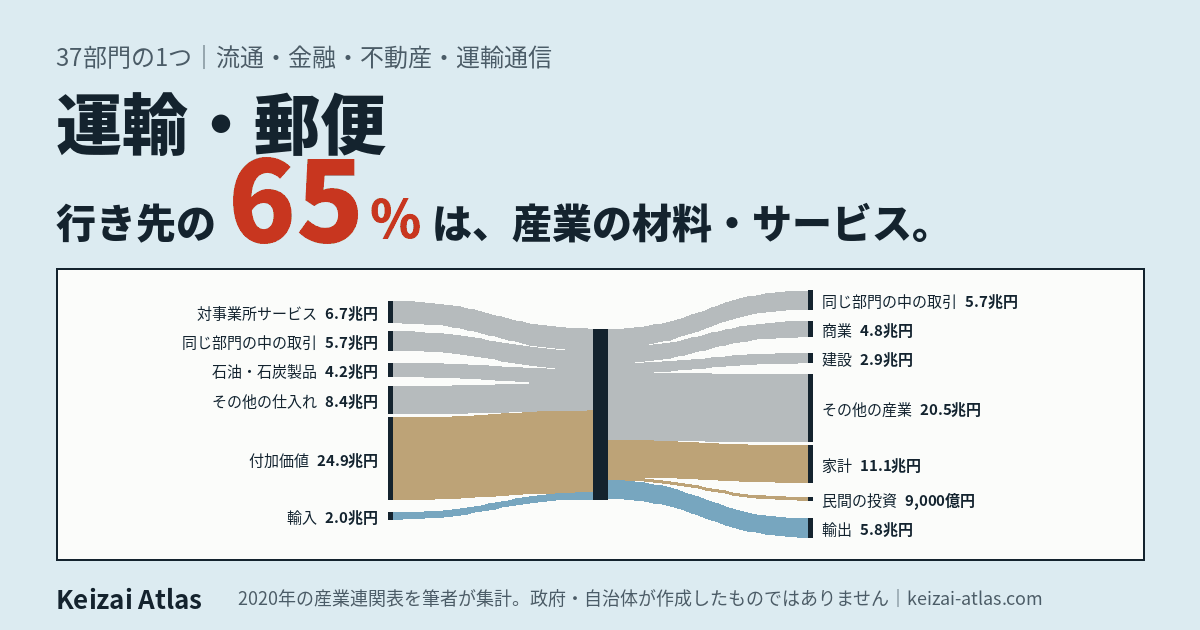 37部門の1つ｜流通・金融・不動産・運輸通信
運輸・郵便
行き先の 65% は、産業の材料・サービス。
対事業所サービス 6.7兆円
同じ部門の中の取引 5.7兆円
石油・石炭製品 4.2兆円
その他の仕入れ 8.4兆円
付加価値 24.9兆円
輸入 2.0兆円
同じ部門の中の取引 5.7兆円
商業 4.8兆円
建設 2.9兆円
その他の産業 20.5兆円
家計 11.1兆円
民間の投資 9,000億円
輸出 5.8兆円
Keizai Atlas 2020年の産業連関表を筆者が集計。政府・自治体が作成したものではありません｜keizai-atlas.com